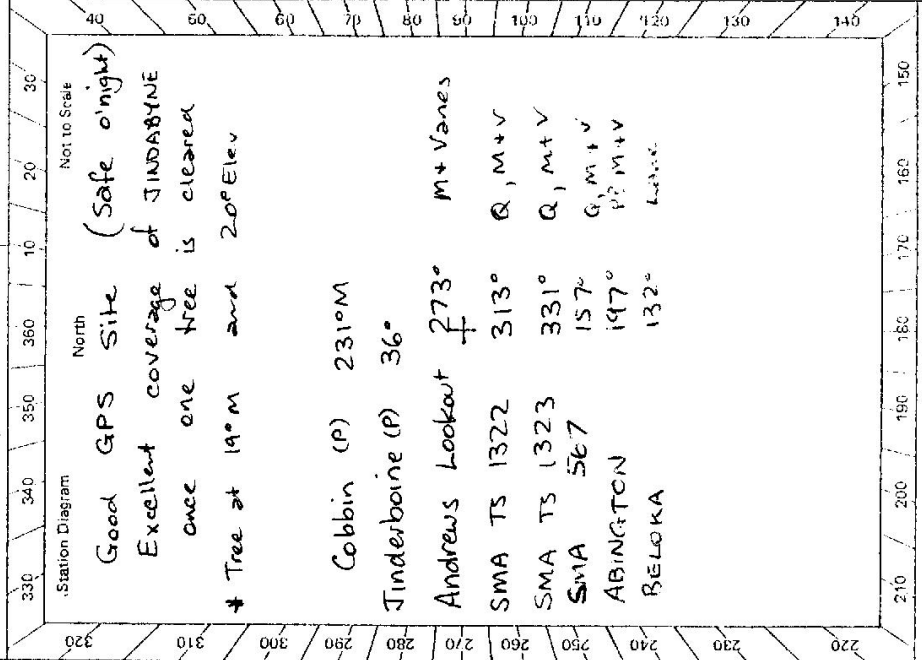 330 340 350 360 10 20 30
Station Diagram North Not to Scale
Good GPS Site (Safe o'night)
Excellent coverage of JINDABYNE
once one tree is cleared
* Tree at 19° M and 20° Elev
Cobbin (P) 231° M
Jinderboine (P) 36°
Andrews Lookout 273° M + Vanes
SMA TS 1322 313° Q, M + V
SMA TS 1323 331° Q, M + V
SMA 567 157° Q, M + V
ABINGTON 197° P? M + V
BELOKA 132°
40 50 60 70 80 90 100 110 120 130 140
150 160 170 180 190 200 210
220 230 240 250 260 270 280 290 300 310 320